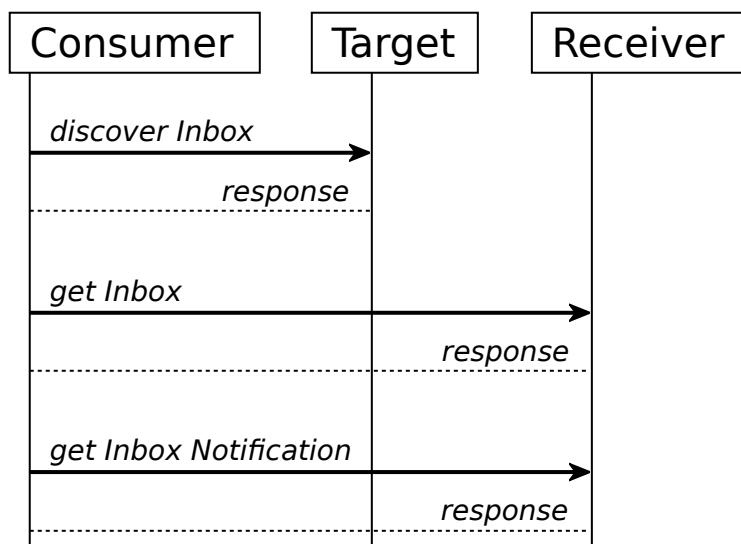 Consumer Target Receiver
discover Inbox
response
get Inbox
response
get Inbox Notification
response